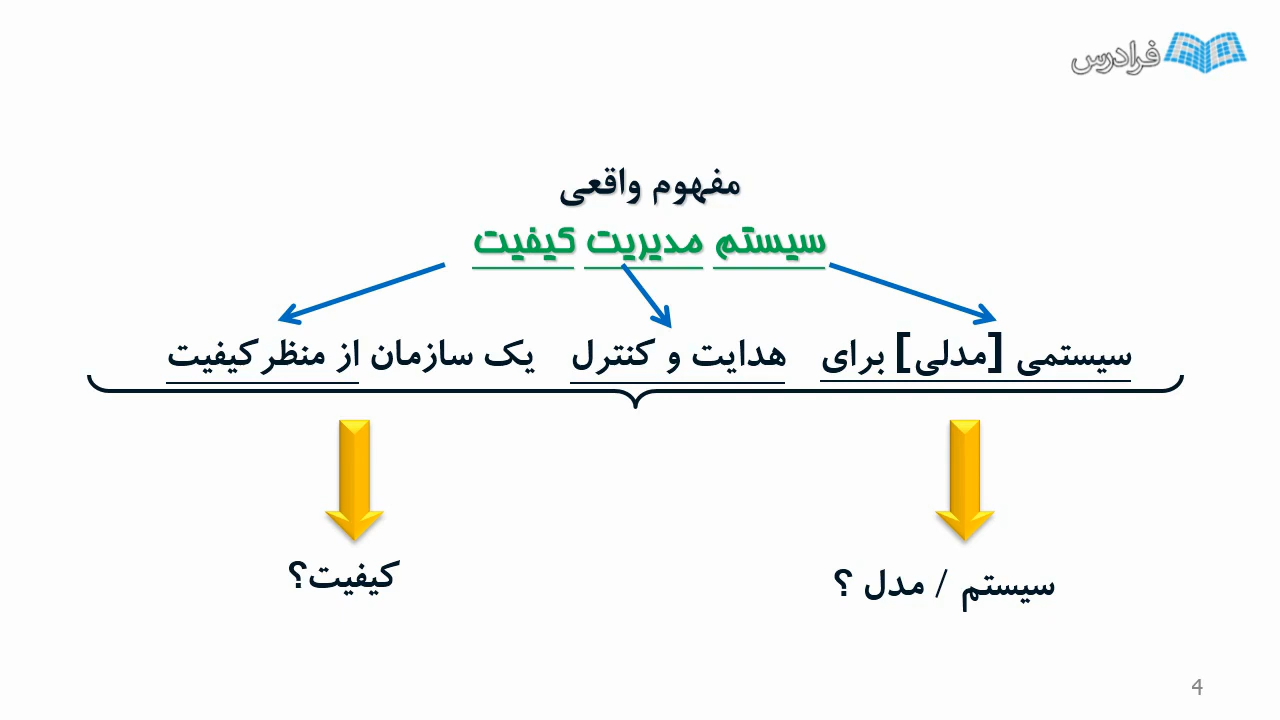 فرادرس
مفهوم واقعی
سیستم مدیریت کیفیت
سیستمی [مدلی] برای هدایت و کنترل یک سازمان از منظر کیفیت
سیستم / مدل ؟
کیفیت؟
4